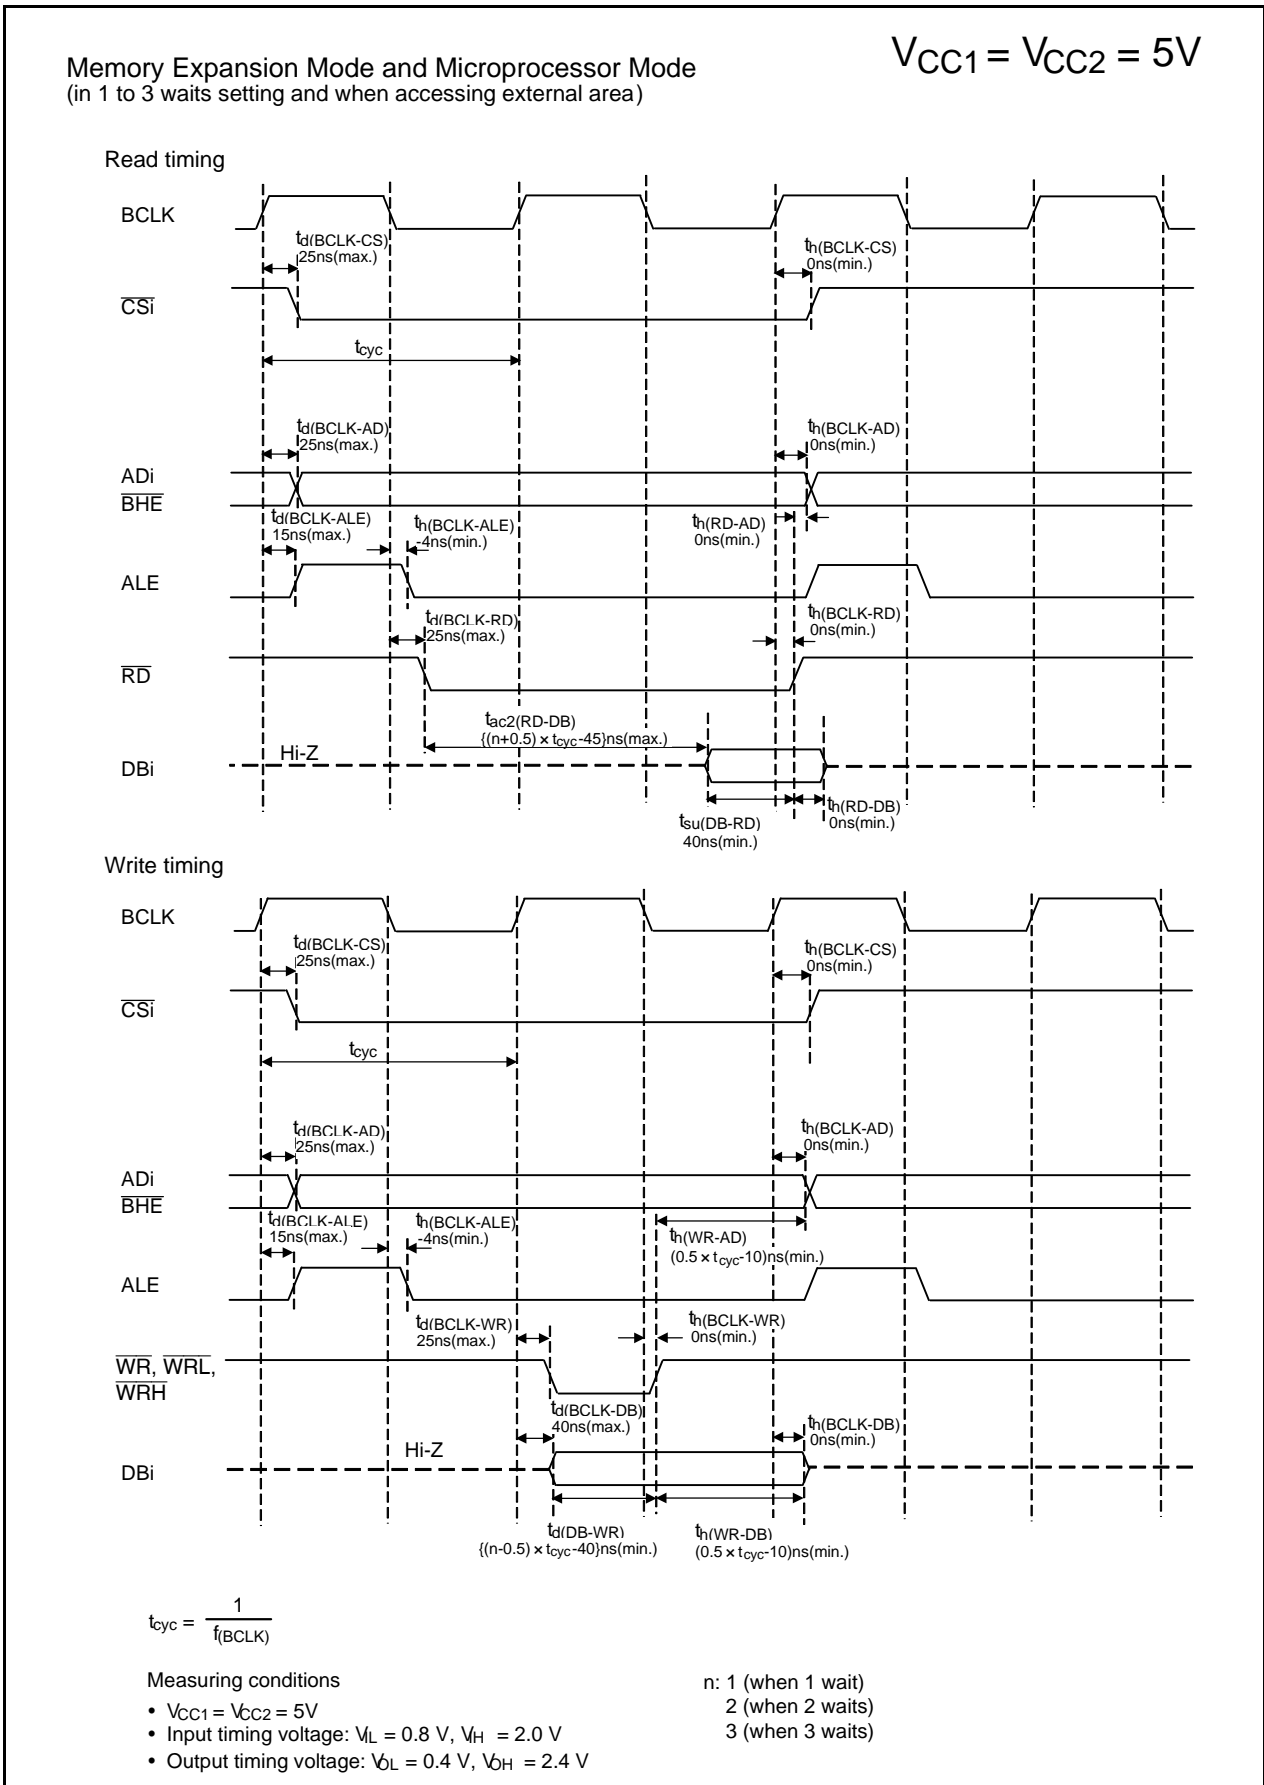 VCC1 = VCC2 = 5V
Memory Expansion Mode and Microprocessor Mode
(in 1 to 3 waits setting and when accessing external area)
Read timing
BCLK
td(BCLK-CS)
25ns(max.)
th(BCLK-CS)
0ns(min.)
CSi
tcyc
td(BCLK-AD)
25ns(max.)
th(BCLK-AD)
0ns(min.)
ADi
BHE
td(BCLK-ALE)
15ns(max.)
th(BCLK-ALE)
-4ns(min.)
th(RD-AD)
0ns(min.)
ALE
td(BCLK-RD)
25ns(max.)
th(BCLK-RD)
0ns(min.)
RD
tac2(RD-DB)
{(n+0.5) × tcyc-45}ns(max.)
Hi-Z
DBi
tsu(DB-RD)
40ns(min.)
th(RD-DB)
0ns(min.)
Write timing
BCLK
td(BCLK-CS)
25ns(max.)
th(BCLK-CS)
0ns(min.)
CSi
tcyc
td(BCLK-AD)
25ns(max.)
th(BCLK-AD)
0ns(min.)
ADi
BHE
td(BCLK-ALE)
15ns(max.)
th(BCLK-ALE)
-4ns(min.)
th(WR-AD)
(0.5 × tcyc-10)ns(min.)
ALE
td(BCLK-WR)
25ns(max.)
th(BCLK-WR)
0ns(min.)
WR, WRL,
WRH
td(BCLK-DB)
40ns(max.)
th(BCLK-DB)
0ns(min.)
Hi-Z
DBi
td(DB-WR)
{(n-0.5) × tcyc-40}ns(min.)
th(WR-DB)
(0.5 × tcyc-10)ns(min.)
tcyc = 1 / f(BCLK)
Measuring conditions
• VCC1 = VCC2 = 5V
• Input timing voltage: VIL = 0.8 V, VIH = 2.0 V
• Output timing voltage: VOL = 0.4 V, VOH = 2.4 V
n: 1 (when 1 wait)
2 (when 2 waits)
3 (when 3 waits)